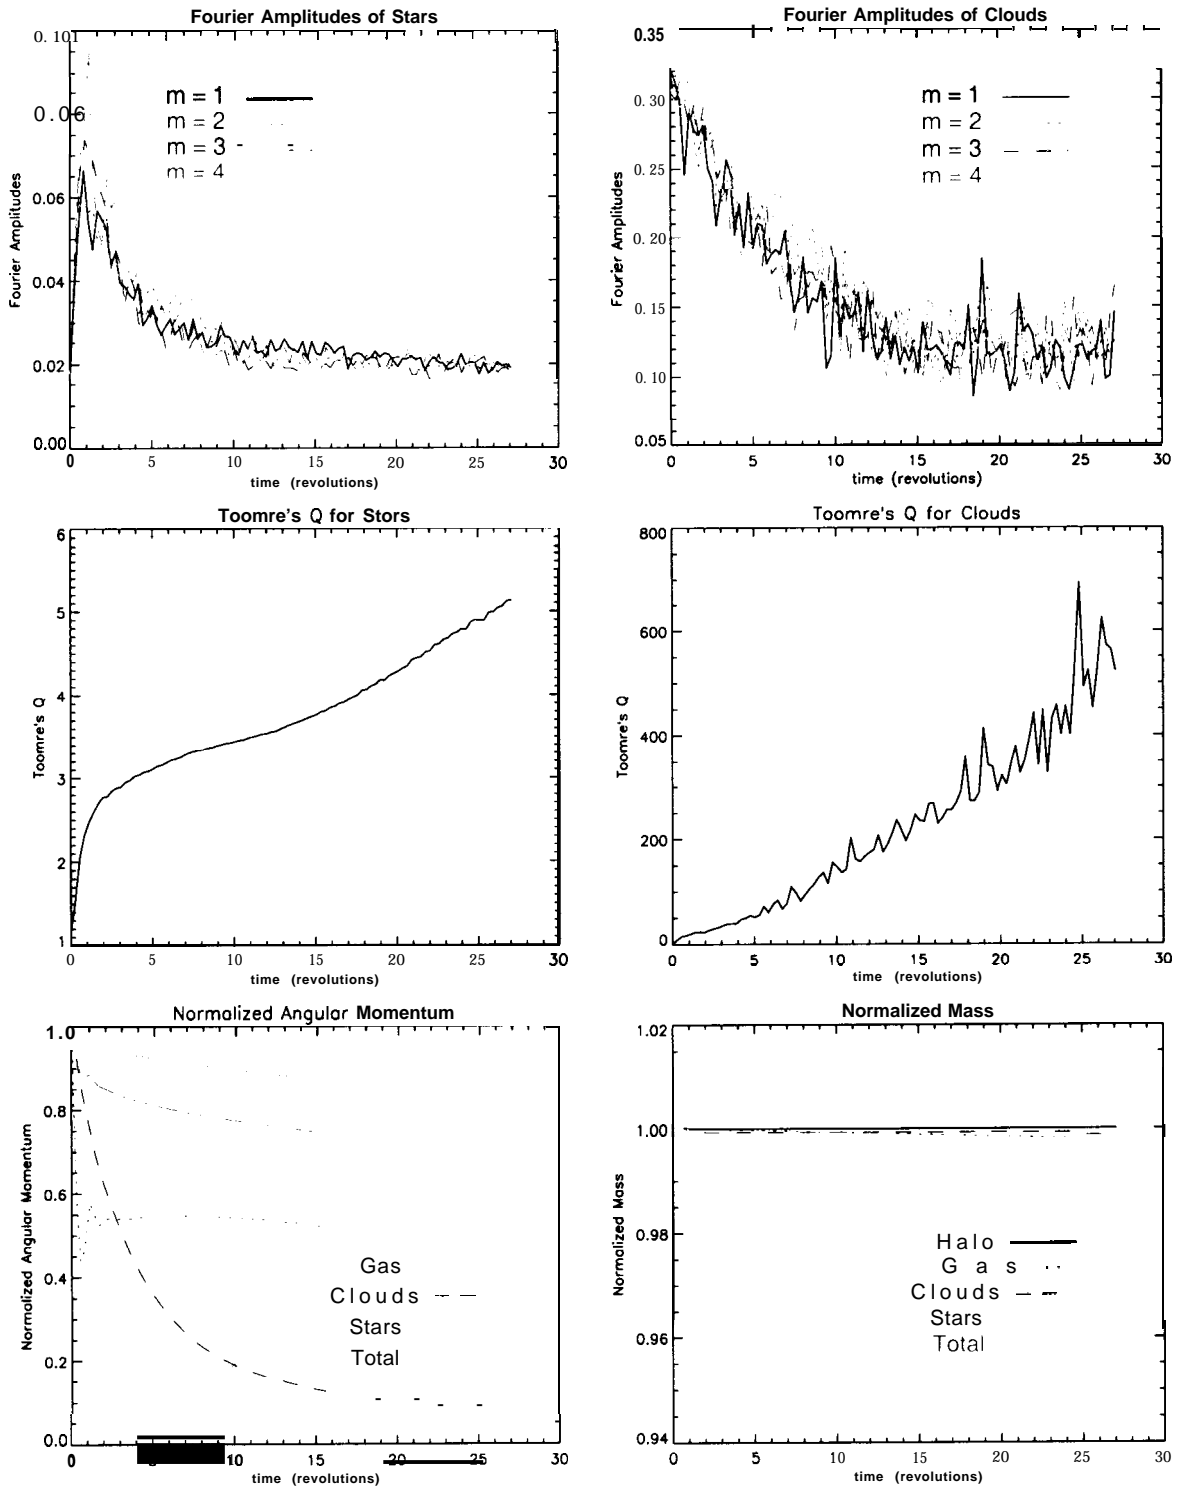 Fourier Amplitudes of Stars
0.101
0.06
0.06
0.04
0.02
0.00
m = 1
m = 2
m = 3
m = 4
Fourier Amplitudes
0 5 10 15 20 25 30
time (revolutions)
Fourier Amplitudes of Clouds
0.35
0.30
0.25
0.20
0.15
0.10
0.05
m = 1
m = 2
m = 3
m = 4
Fourier Amplitudes
0 5 10 15 20 25 30
time (revolutions)
Toomre's Q for Stors
6
5
4
3
2
1
Toomre's Q
0 5 10 15 20 25 30
time (revolutions)
Toomre's Q for Clouds
800
600
400
200
0
Toomre's Q
0 5 10 15 20 25 30
time (revolutions)
Normalized Angular Momentum
1.0
0.8
0.6
0.4
0.2
0.0
Normalized Angular Momentum
Gas
Clouds
Stars
Total
0 5 10 15 20 25 30
time (revolutions)
Normalized Mass
1.02
1.00
0.98
0.96
0.94
Normalized Mass
Halo
Gas
Clouds
Stars
Total
0 5 10 15 20 25 30
time (revolutions)